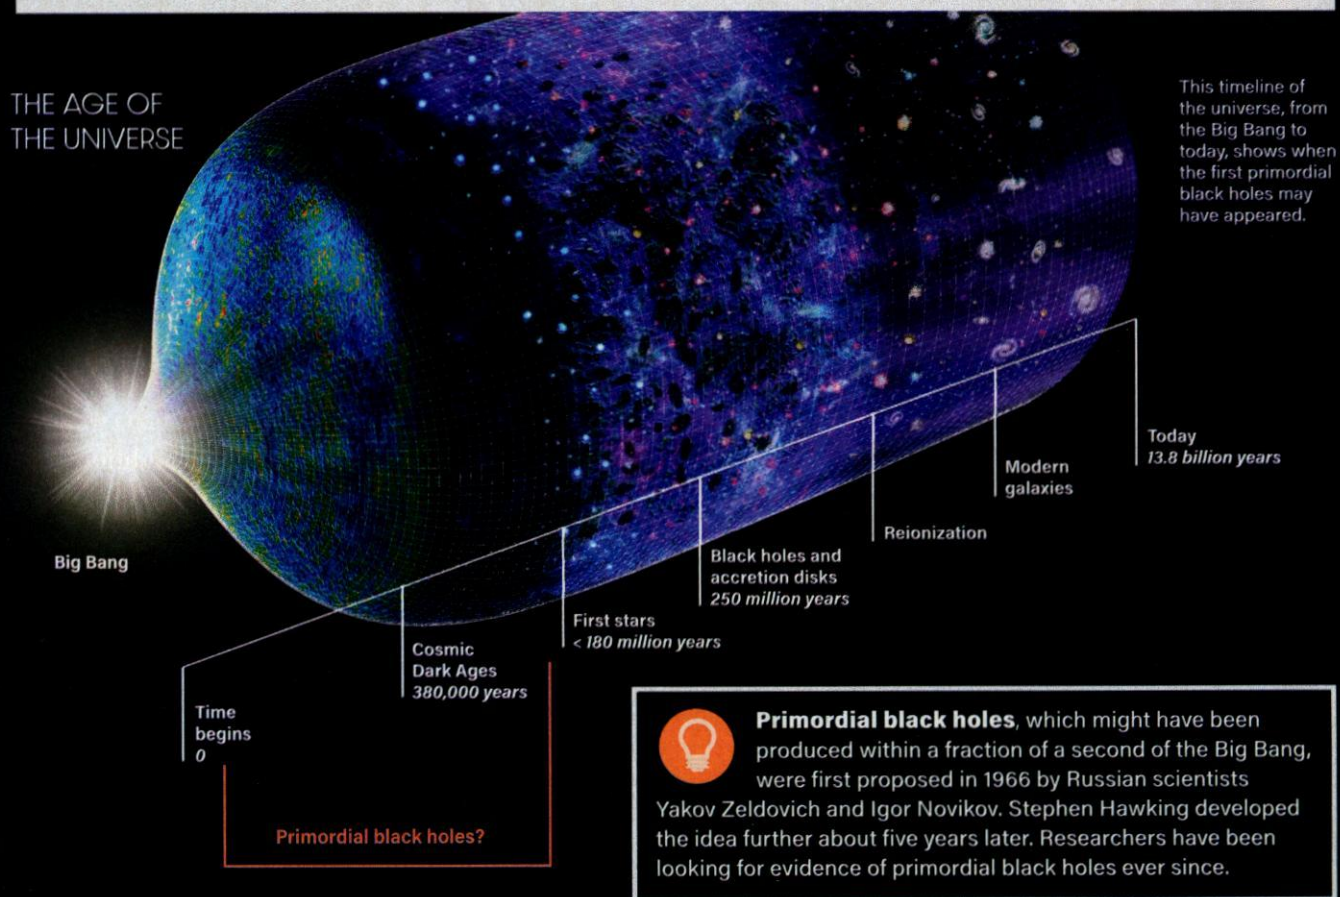 THE AGE OF
THE UNIVERSE
This timeline of
the universe, from
the Big Bang to
today, shows when
the first primordial
black holes may
have appeared.
Big Bang
Time
begins
0
Cosmic
Dark Ages
380,000 years
First stars
< 180 million years
Black holes and
accretion disks
250 million years
Reionization
Modern
galaxies
Today
13.8 billion years
Primordial black holes?
Primordial black holes, which might have been
produced within a fraction of a second of the Big Bang,
were first proposed in 1966 by Russian scientists
Yakov Zeldovich and Igor Novikov. Stephen Hawking developed
the idea further about five years later. Researchers have been
looking for evidence of primordial black holes ever since.